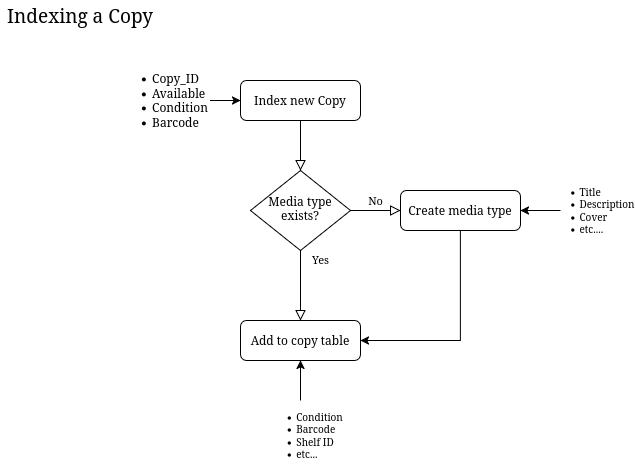 Indexing a Copy
• Copy_ID
• Available
• Condition
• Barcode
Index new Copy
Media type
exists?
No
Create media type
• Title
• Description
• Cover
• etc....
Yes
Add to copy table
• Condition
• Barcode
• Shelf ID
• etc...